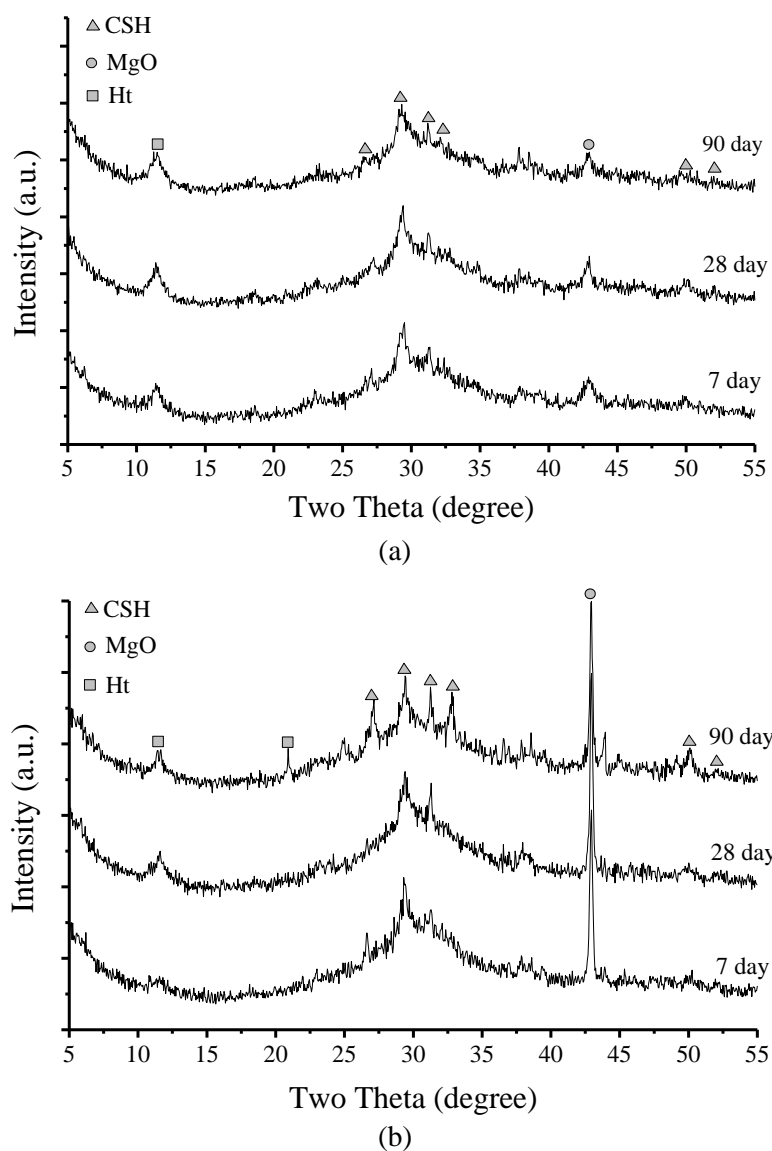 CSH
MgO
Ht
90 day
28 day
7 day
Intensity (a.u.)
5 10 15 20 25 30 35 40 45 50 55
Two Theta (degree)
(a)
CSH
MgO
Ht
90 day
28 day
7 day
Intensity (a.u.)
5 10 15 20 25 30 35 40 45 50 55
Two Theta (degree)
(b)